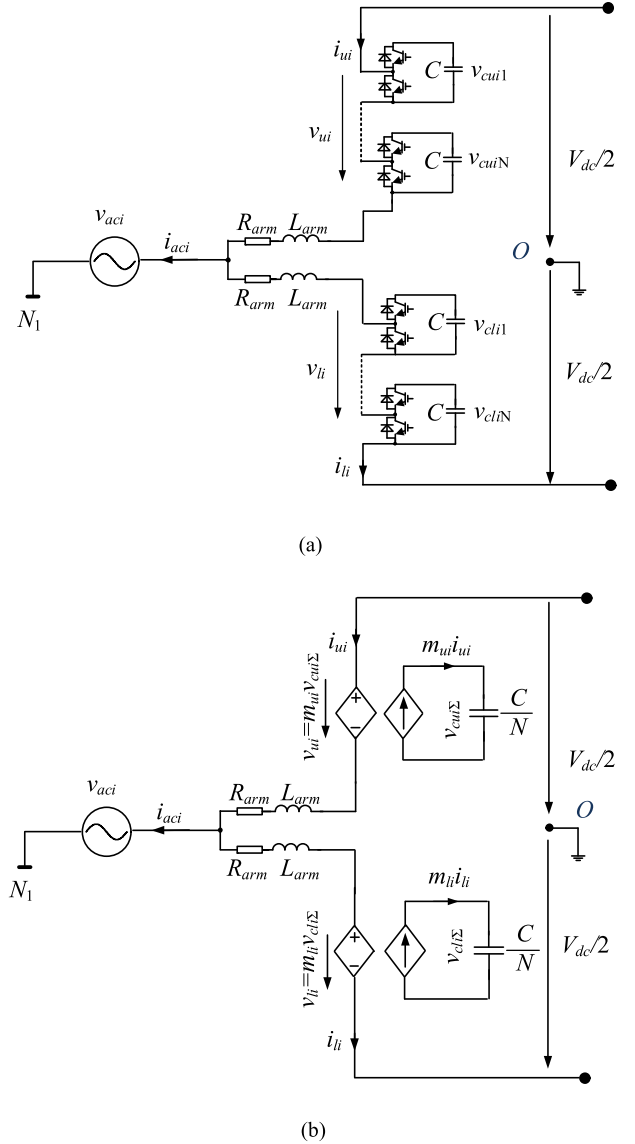 i_ui
C v_cui1
v_ui
C v_cuiN
V_dc/2
v_aci
i_aci
R_arm L_arm
O
N_1
R_arm L_arm
C v_cli1
v_li
V_dc/2
C v_cliN
i_li
(a)
i_ui
m_ui i_ui
v_ui=m_ui v_cuiΣ
v_cuiΣ
C/N
V_dc/2
v_aci
i_aci
R_arm L_arm
O
N_1
R_arm L_arm
m_li i_li
v_li=m_li v_cliΣ
v_cliΣ
C/N
V_dc/2
i_li
(b)